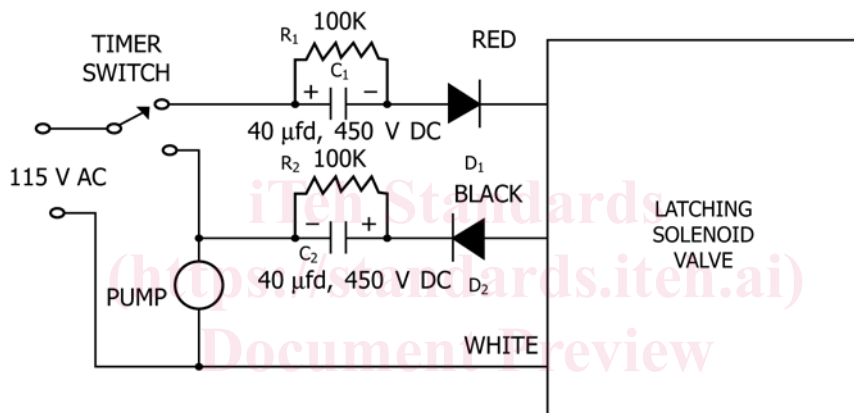 100K
R1
RED
TIMER
SWITCH
C1
+ −
40 µfd, 450 V DC
R2 100K
D1
115 V AC
BLACK
− +
C2
40 µfd, 450 V DC
D2
PUMP
WHITE
LATCHING
SOLENOID
VALVE
iTeh Standards
(https://standards.iteh.ai)
Document Preview